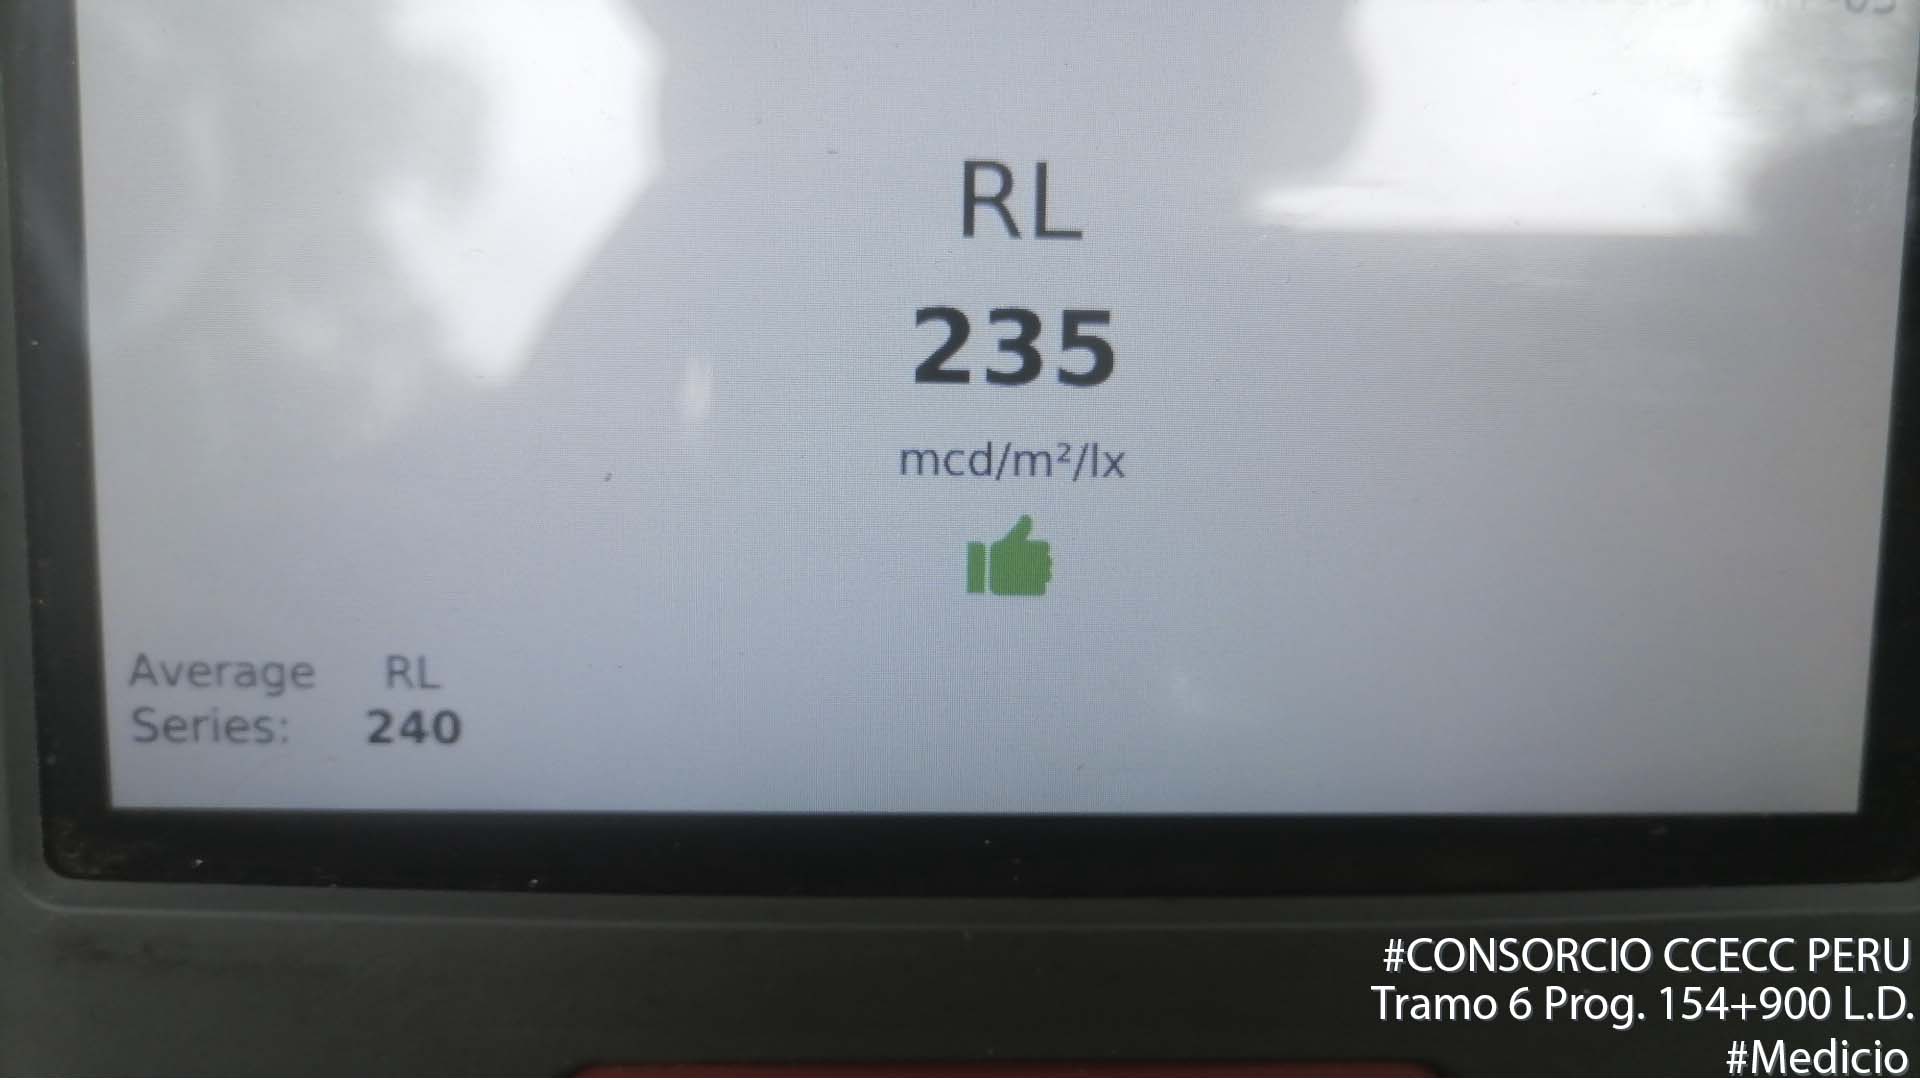 RL
235
mcd/m²/lx
Average RL
Series: 240
#CONSORCIO CCECC PERU
Tramo 6 Prog. 154+900 L.D.
#Medicio